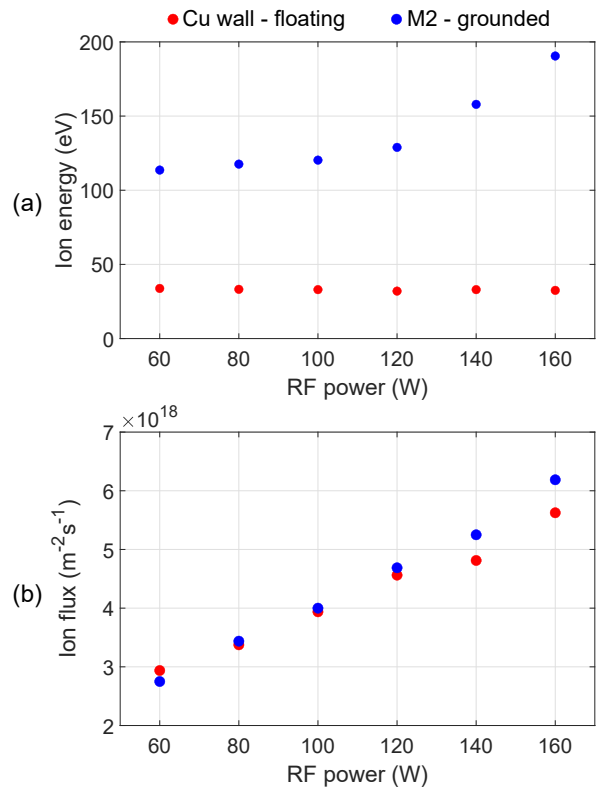 Cu wall - floating M2 - grounded
(a)
Ion energy (eV)
200
150
100
50
0
60 80 100 120 140 160
RF power (W)
(b)
Ion flux (m⁻²s⁻¹)
×10¹⁸
7
6
5
4
3
2
60 80 100 120 140 160
RF power (W)